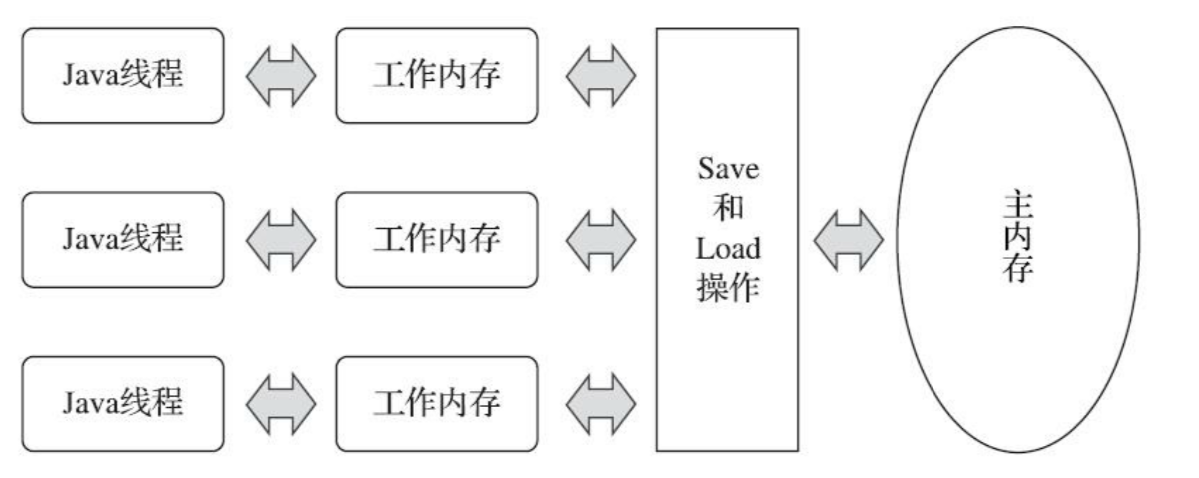 Java线程
工作内存
Java线程
工作内存
Java线程
工作内存
Save
和
Load
操作
主
内
存